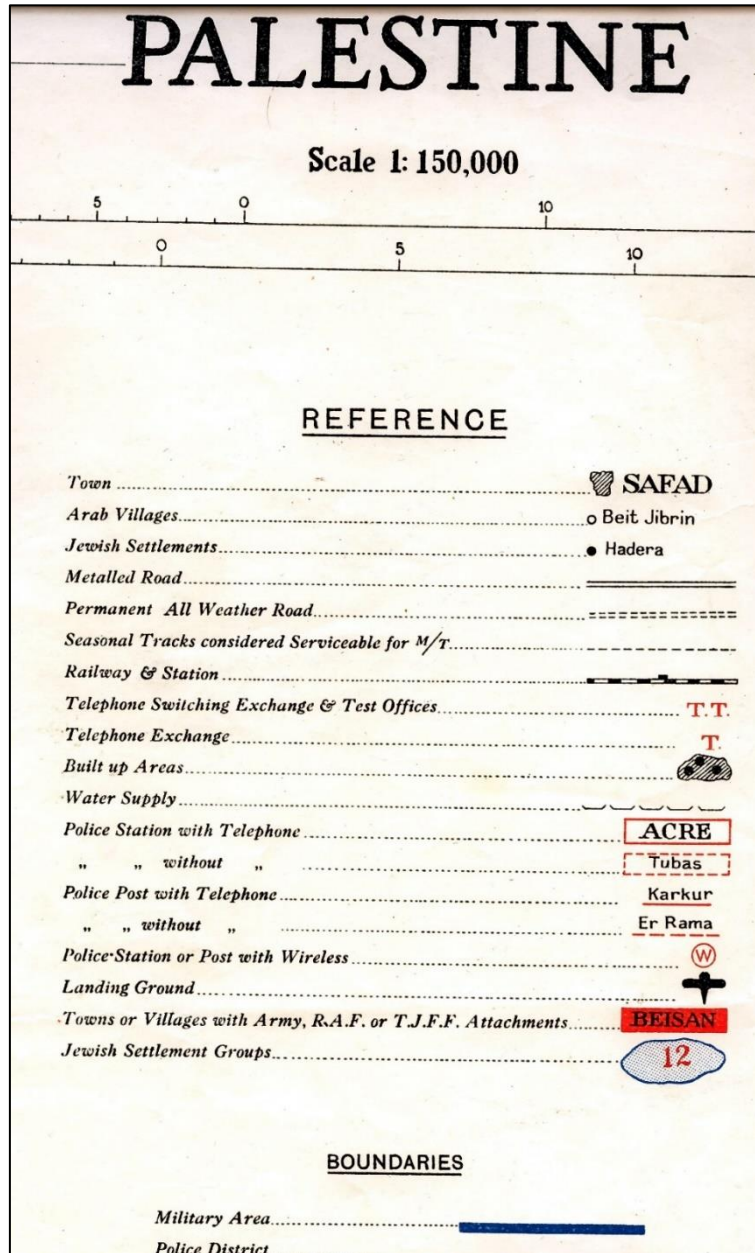 PALESTINE
Scale 1: 150,000
5 0 10
0 5 10
REFERENCE
Town SAFAD
Arab Villages Beit Jibrin
Jewish Settlements Hadera
Metalled Road
Permanent All Weather Road
Seasonal Tracks considered Serviceable for M/T
Railway & Station
Telephone Switching Exchange & Test Offices T.T.
Telephone Exchange T.
Built up Areas
Water Supply
Police Station with Telephone ACRE
„ „ without „ Tubas
Police Post with Telephone Karkur
„ „ without „ Er Rama
Police Station or Post with Wireless W
Landing Ground
Towns or Villages with Army, R.A.F. or T.J.F.F. Attachments BEISAN
Jewish Settlement Groups 12
BOUNDARIES
Military Area
Police District